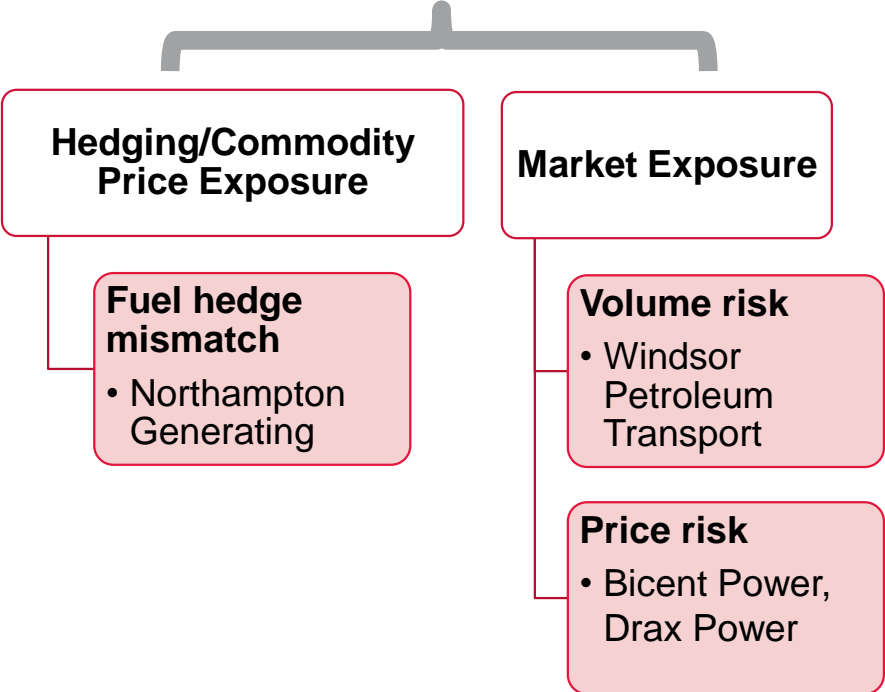 Hedging/Commodity
Price Exposure
Fuel hedge
mismatch
• Northampton
Generating
Market Exposure
Volume risk
• Windsor
Petroleum
Transport
Price risk
• Bicent Power,
Drax Power